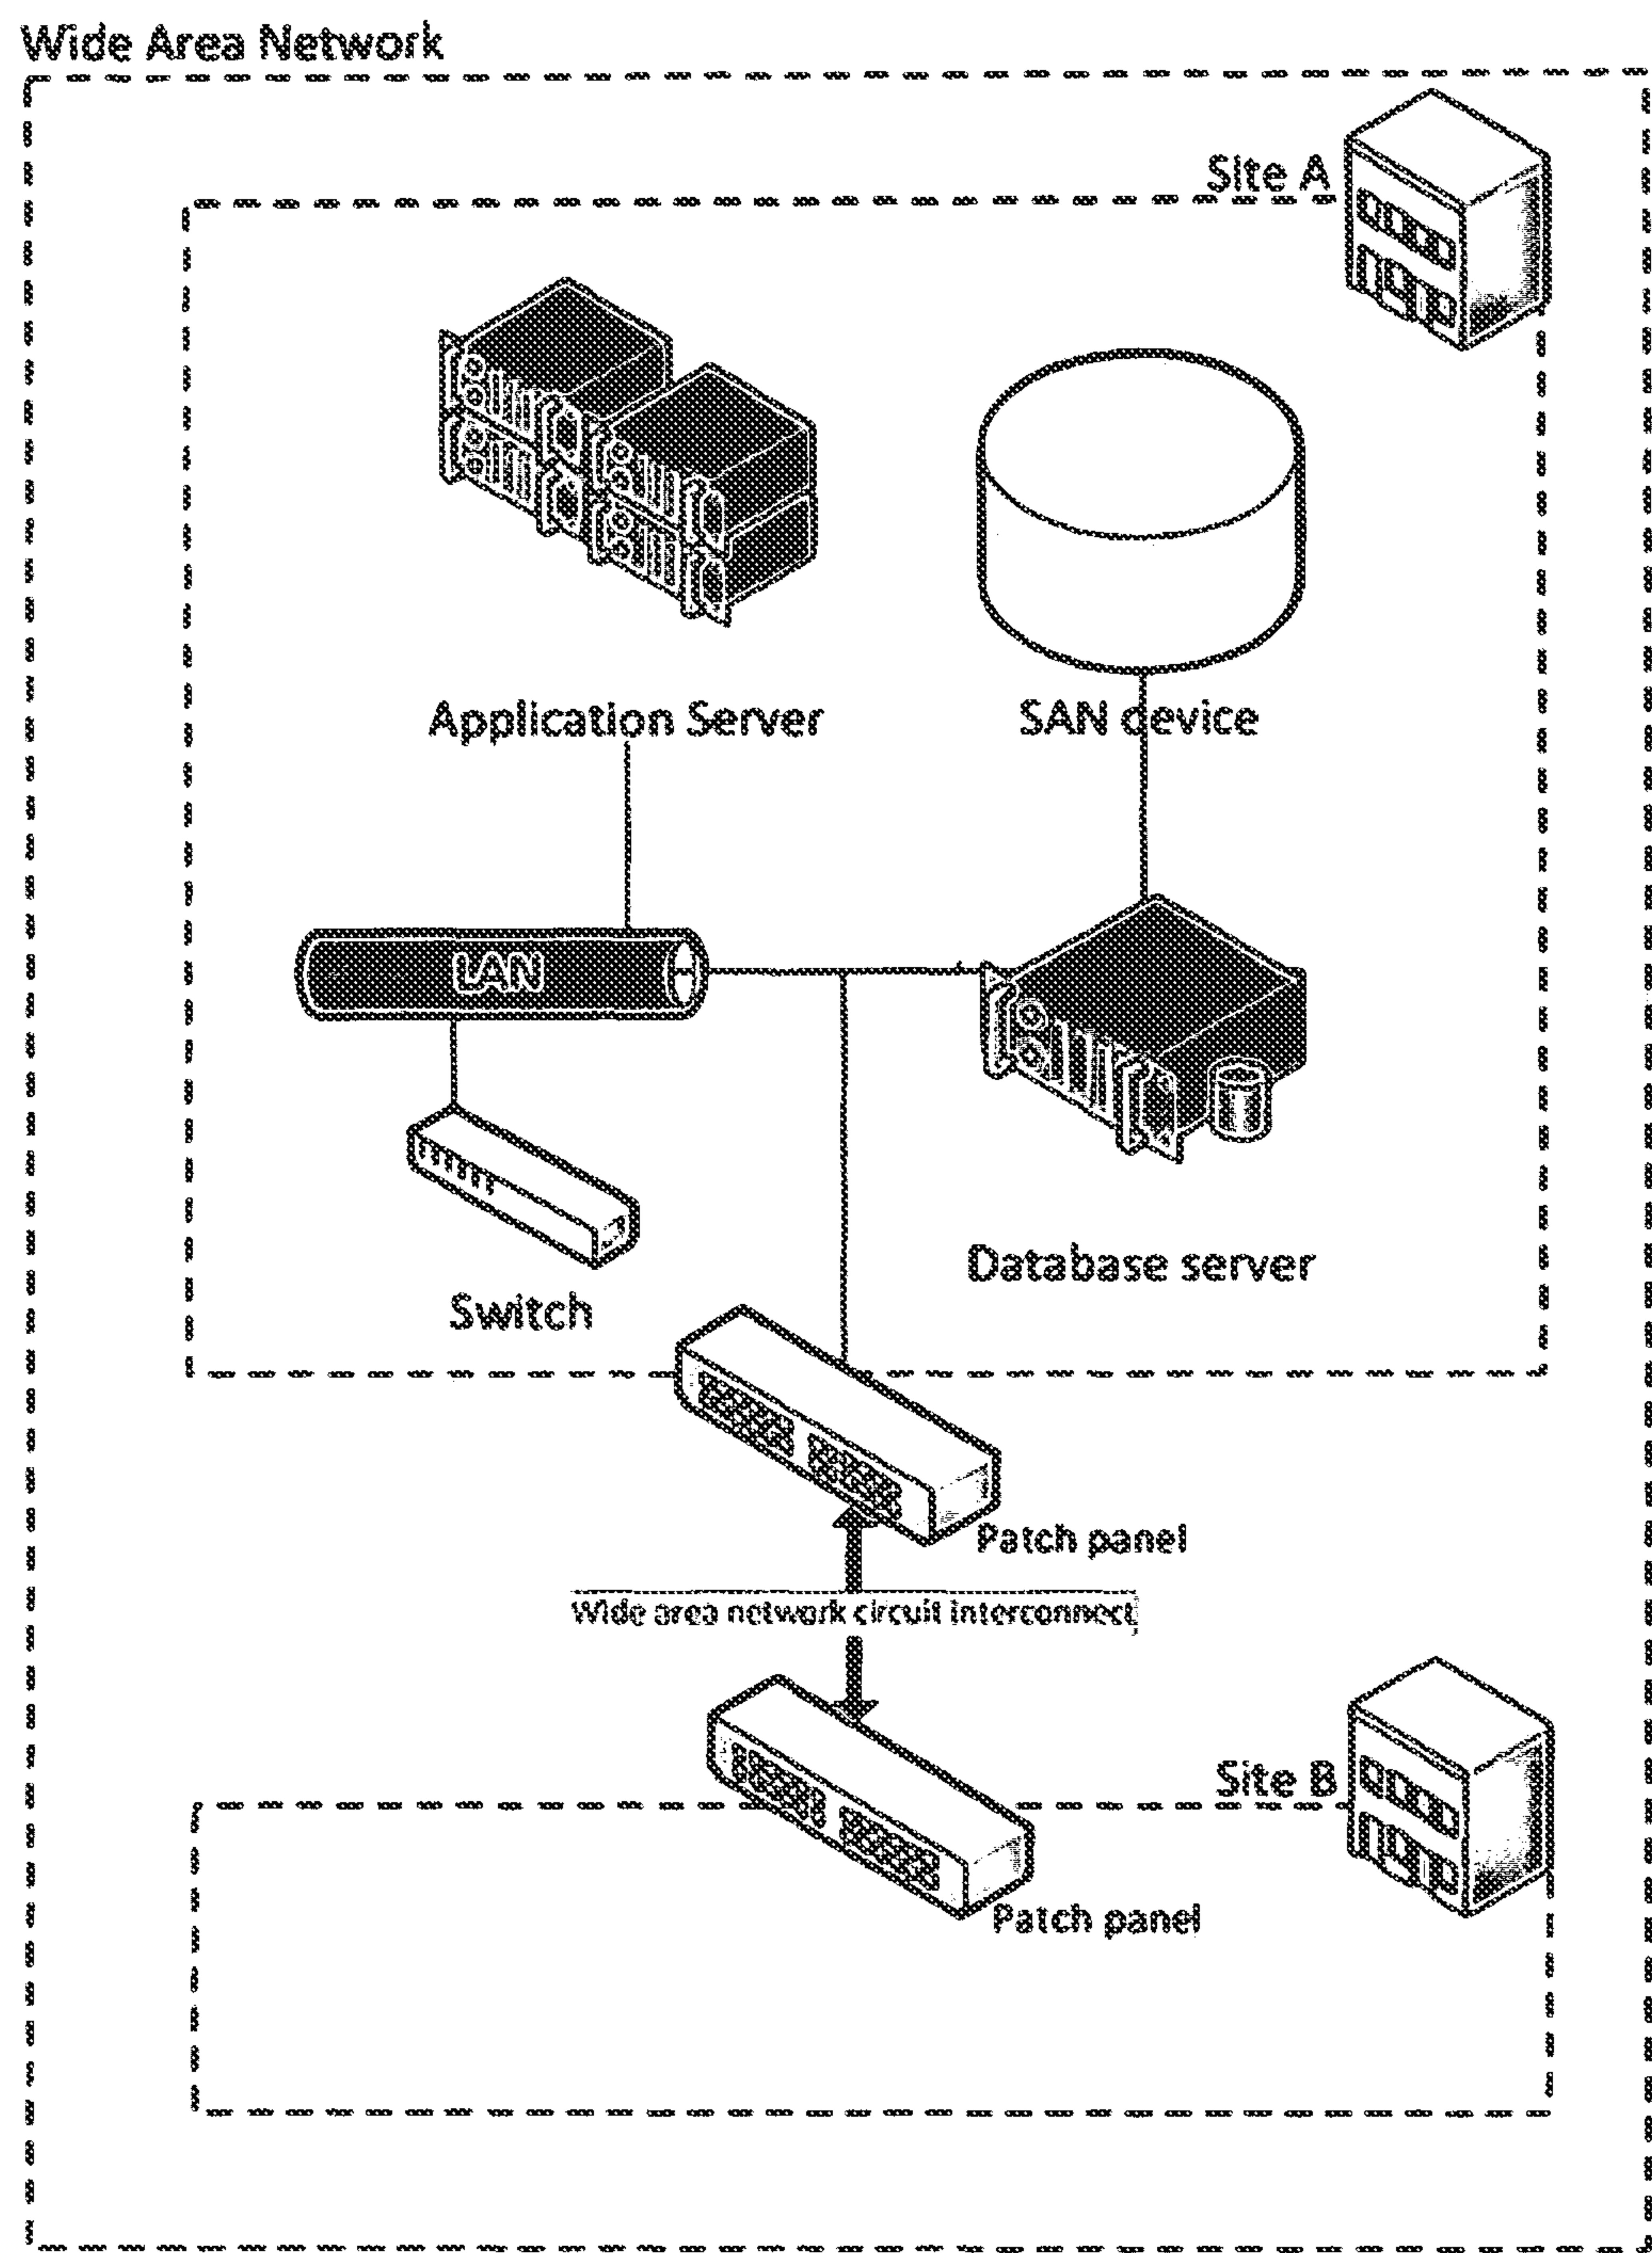 Wide Area Network
Site A
Application Server
SAN device
LAN
Database server
Switch
Patch panel
Wide area network circuit interconnect
Site B
Patch panel